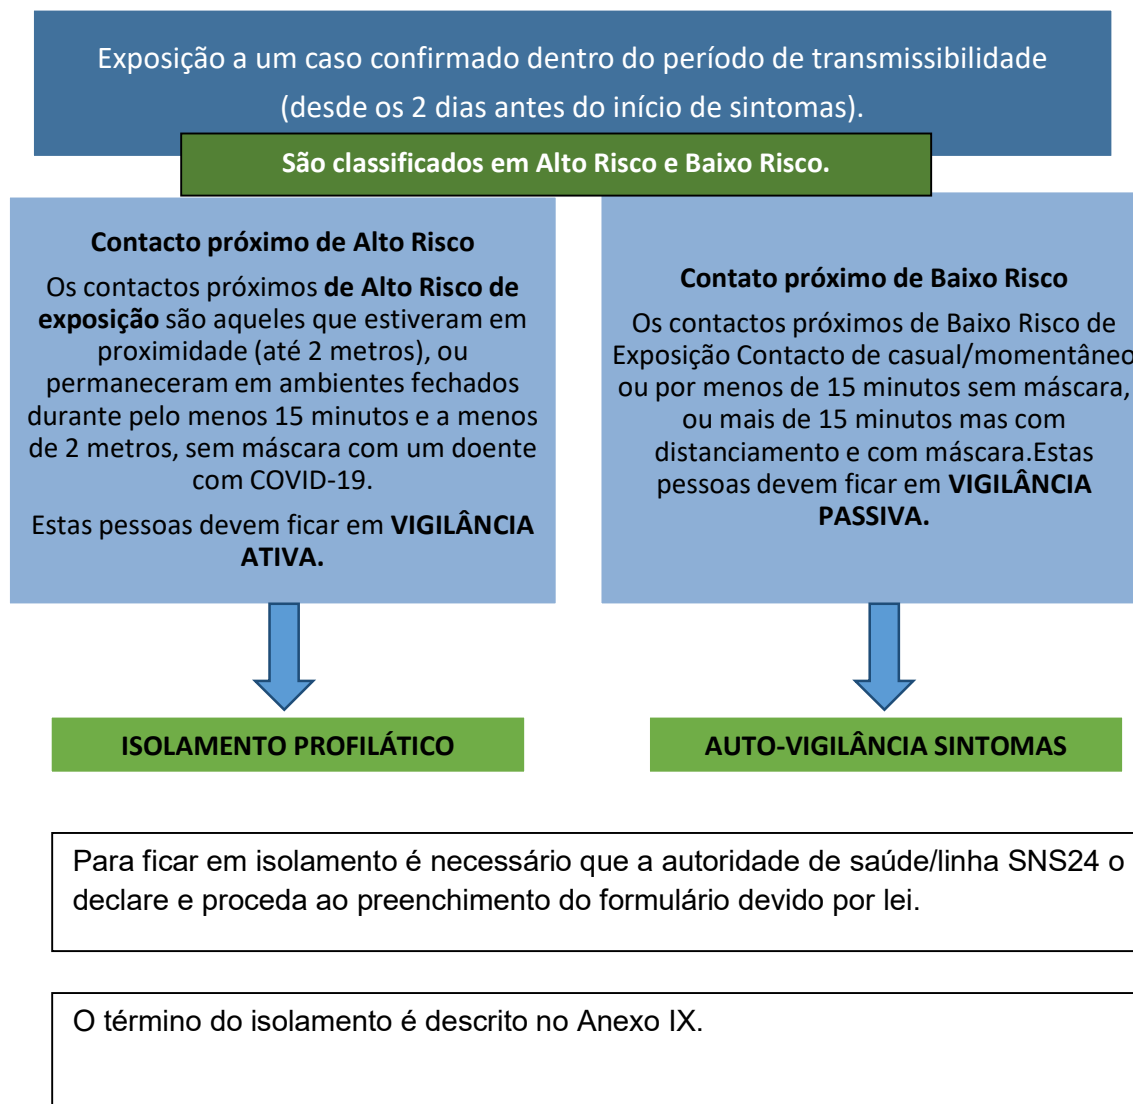 Exposição a um caso confirmado dentro do período de transmissibilidade
(desde os 2 dias antes do início de sintomas).
São classificados em Alto Risco e Baixo Risco.
Contacto próximo de Alto Risco
Os contactos próximos de Alto Risco de
exposição são aqueles que estiveram em
proximidade (até 2 metros), ou
permaneceram em ambientes fechados
durante pelo menos 15 minutos e a menos
de 2 metros, sem máscara com um doente
com COVID-19.
Estas pessoas devem ficar em VIGILÂNCIA
ATIVA.
Contato próximo de Baixo Risco
Os contactos próximos de Baixo Risco de
Exposição Contacto de casual/momentâneo
ou por menos de 15 minutos sem máscara,
ou mais de 15 minutos mas com
distanciamento e com máscara.Estas
pessoas devem ficar em VIGILÂNCIA
PASSIVA.
ISOLAMENTO PROFILÁTICO
AUTO-VIGILÂNCIA SINTOMAS
Para ficar em isolamento é necessário que a autoridade de saúde/linha SNS24 o
declare e proceda ao preenchimento do formulário devido por lei.
O término do isolamento é descrito no Anexo IX.